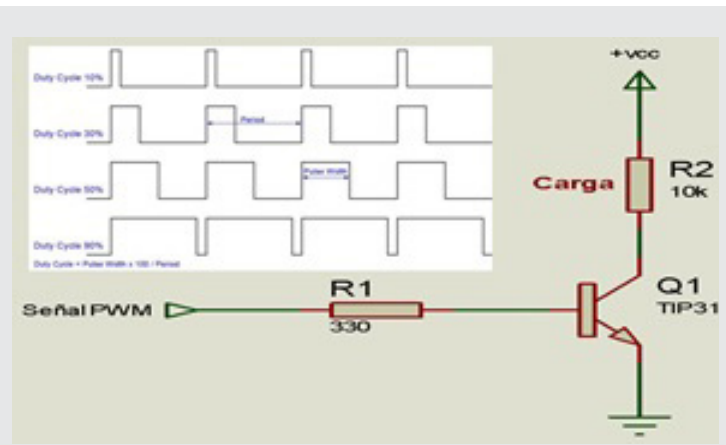 Duty Cycle 10%
Duty Cycle 30%
Period
Duty Cycle 50%
Pulse Width
Duty Cycle 90%
Duty Cycle = Pulse Width x 100 / Period
+VCC
Carga
R2
10k
R1
330
Señal PWM
Q1
TIP31